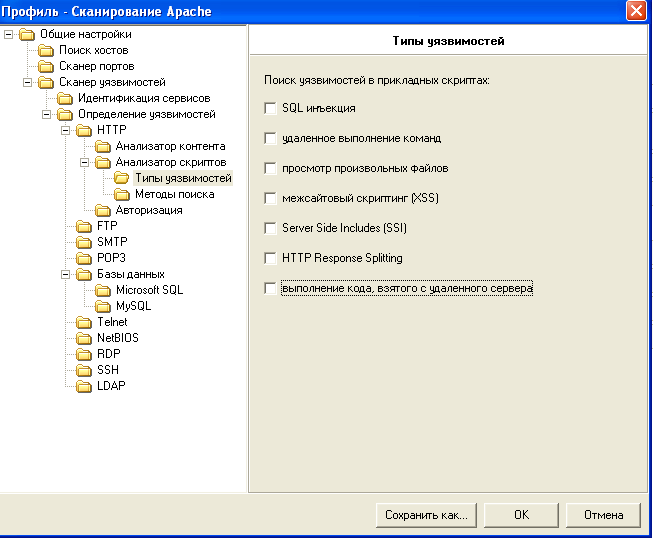 Профиль - Сканирование Apache
Общие настройки
Поиск хостов
Сканер портов
Сканер уязвимостей
Идентификация сервисов
Определение уязвимостей
HTTP
Анализатор контента
Анализатор скриптов
Типы уязвимостей
Методы поиска
Авторизация
FTP
SMTP
POP3
Базы данных
Microsoft SQL
MySQL
Telnet
NetBIOS
RDP
SSH
LDAP
Типы уязвимостей
Поиск уязвимостей в прикладных скриптах:
SQL инъекция
удаленное выполнение команд
просмотр произвольных файлов
межсайтовый скриптинг (XSS)
Server Side Includes (SSI)
HTTP Response Splitting
выполнение кода, взятого с удаленного сервера
Сохранить как...
OK
Отмена